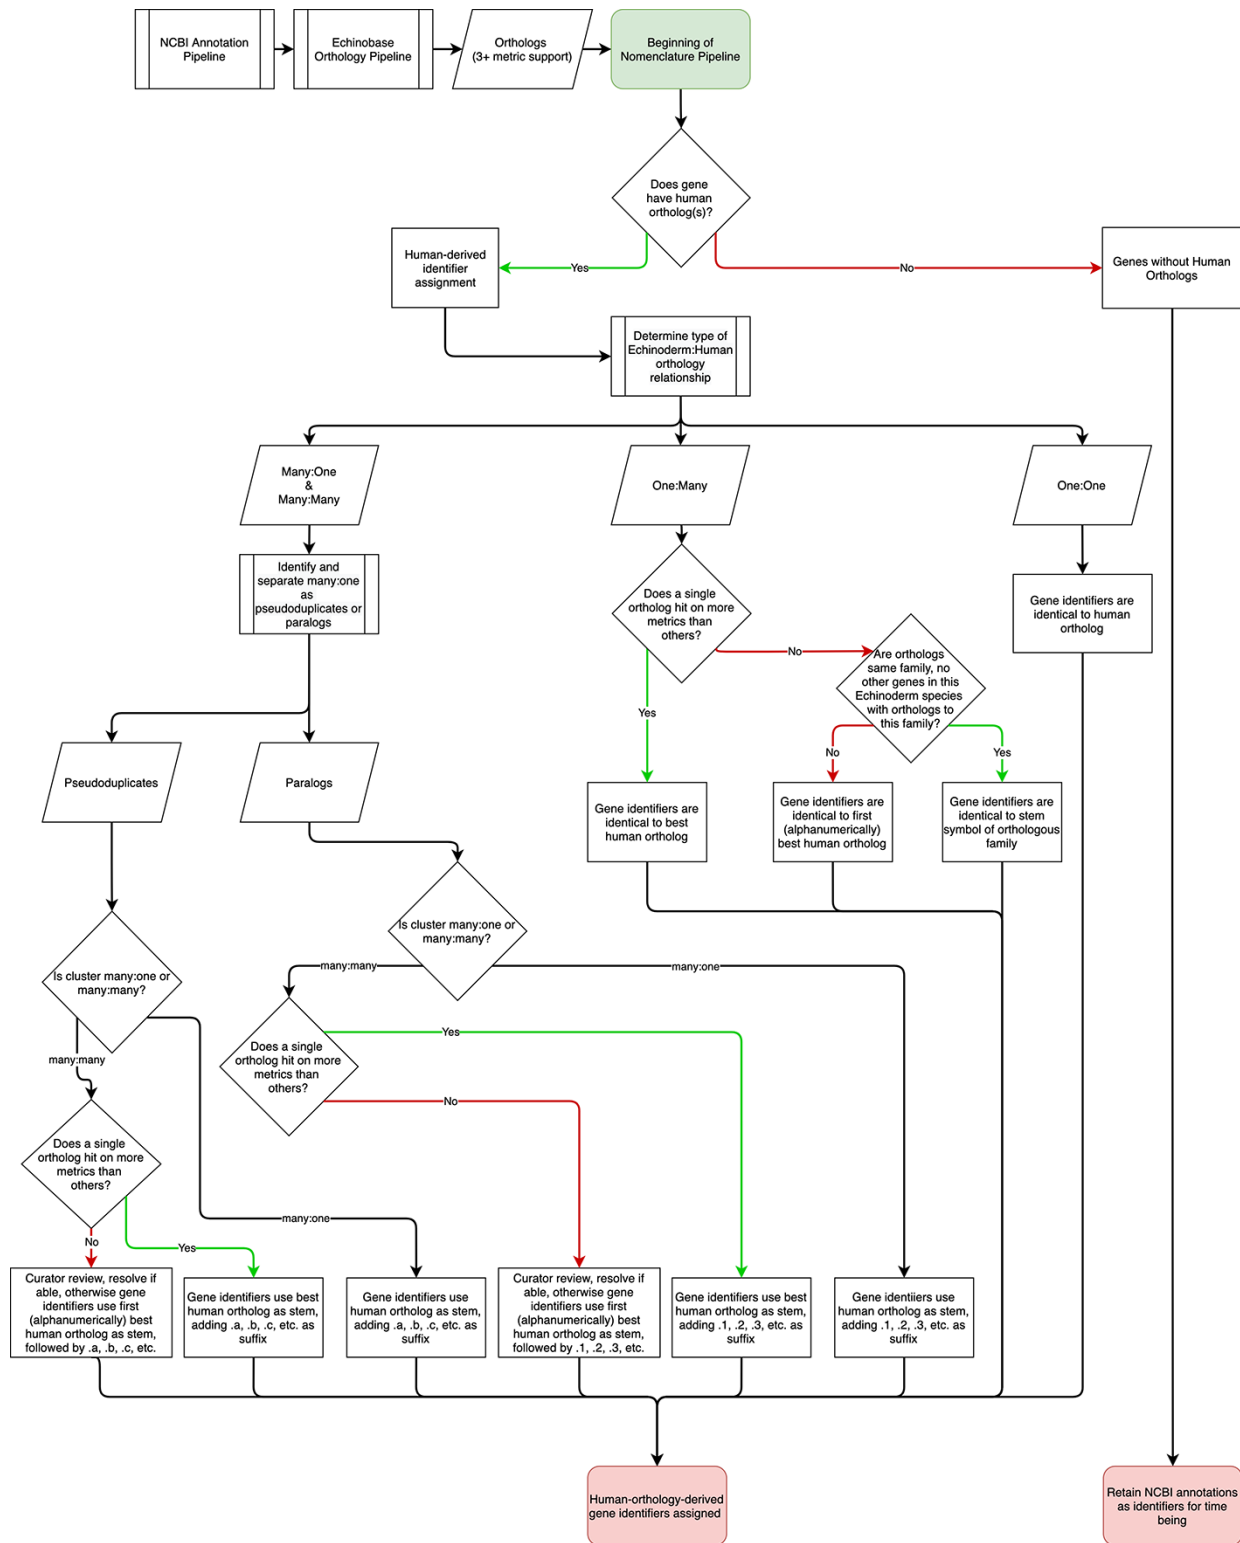 NCBI Annotation
Pipeline
Echinobase
Orthology Pipeline
Orthologs
(3+ metric support)
Beginning of
Nomenclature Pipeline
Does gene
have human
ortholog(s)?
Yes
No
Human-derived
identifier
assignment
Genes without Human
Orthologs
Determine type of
Echinoderm:Human
orthology
relationship
Many:One
&
Many:Many
One:Many
One:One
Identify and
separate many:one
as
pseudoduplicates or
paralogs
Does a single
ortholog hit on more
metrics than
others?
Gene identifiers are
identical to human
ortholog
No
Are orthologs
same family, no
other genes in this
Echinoderm species
with orthologs to
this family?
Yes
No
Yes
Pseudoduplicates
Paralogs
Gene identifiers are
identical to best
human ortholog
Gene identifiers are
identical to first
(alphanumerically)
best human ortholog
Gene identifiers are
identical to stem
symbol of orthologous
family
Is cluster many:one or
many:many?
many:many
many:one
Is cluster many:one or
many:many?
Yes
Does a single
ortholog hit on more
metrics than
others?
many:many
No
Does a single
ortholog hit on more
metrics than
others?
many:one
No
Yes
Curator review, resolve if
able, otherwise gene
identifiers use first
(alphanumerically) best
human ortholog as stem,
followed by .a, .b, .c, etc.
Gene identifiers use best
human ortholog as stem,
adding .a, .b, .c, etc. as
suffix
Gene identifiers use
human ortholog as stem,
adding .a, .b, .c, etc. as
suffix
Curator review, resolve if
able, otherwise gene
identifiers use first
(alphanumerically) best
human ortholog as stem,
followed by .1, .2, .3, etc.
Gene identifiers use best
human ortholog as stem,
adding .1, .2, .3, etc. as
suffix
Gene identiiers use
human ortholog as stem,
adding .1, .2, .3, etc. as
suffix
Human-orthology-derived
gene identifiers assigned
Retain NCBI annotations
as identifiers for time
being